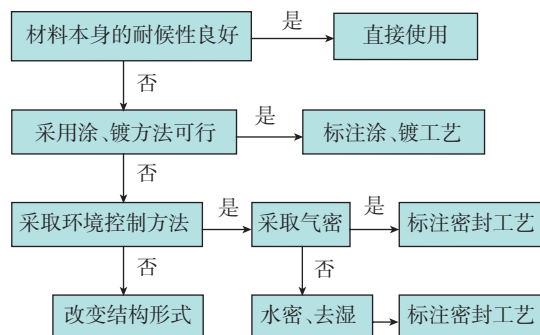 材料本身的耐候性良好
是
直接使用
否
采用涂、镀方法可行
是
标注涂、镀工艺
否
采取环境控制方法
是
采取气密
是
标注密封工艺
否
否
改变结构形式
水密、去湿
标注密封工艺